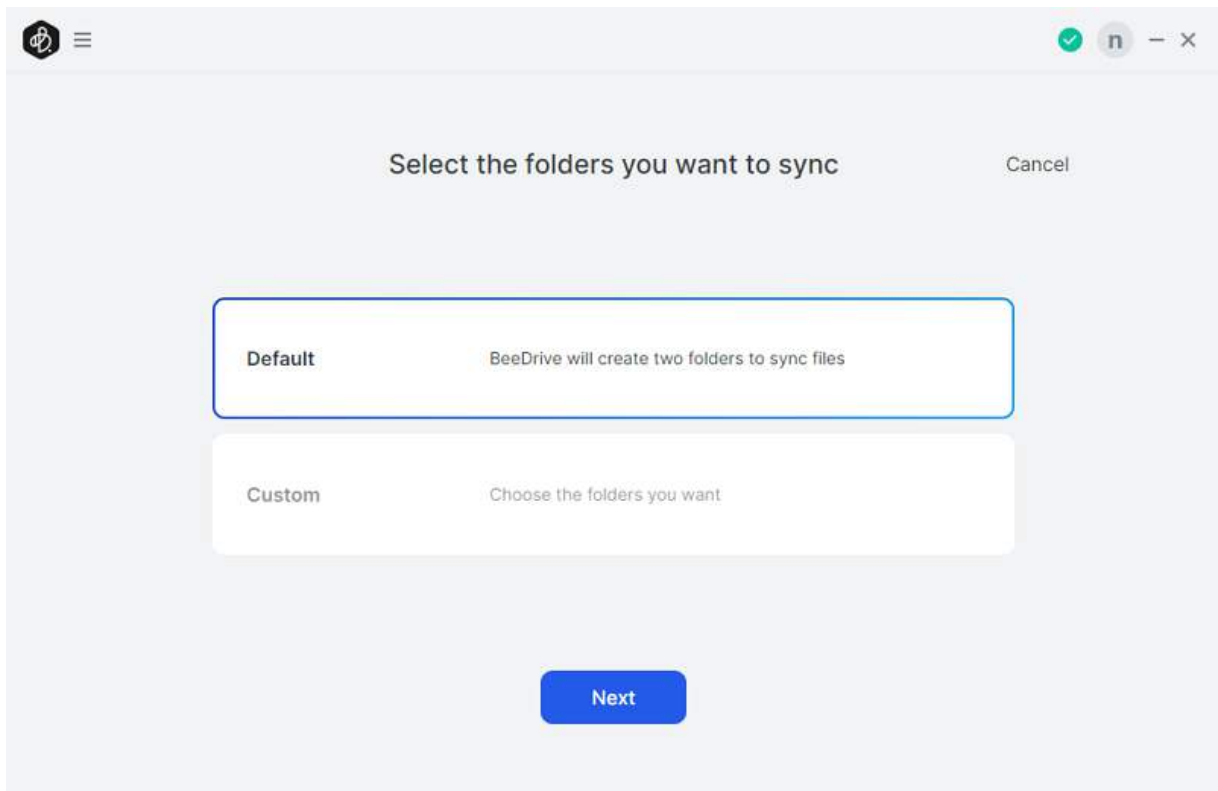 n
Select the folders you want to sync
Cancel
Default
BeeDrive will create two folders to sync files
Custom
Choose the folders you want
Next